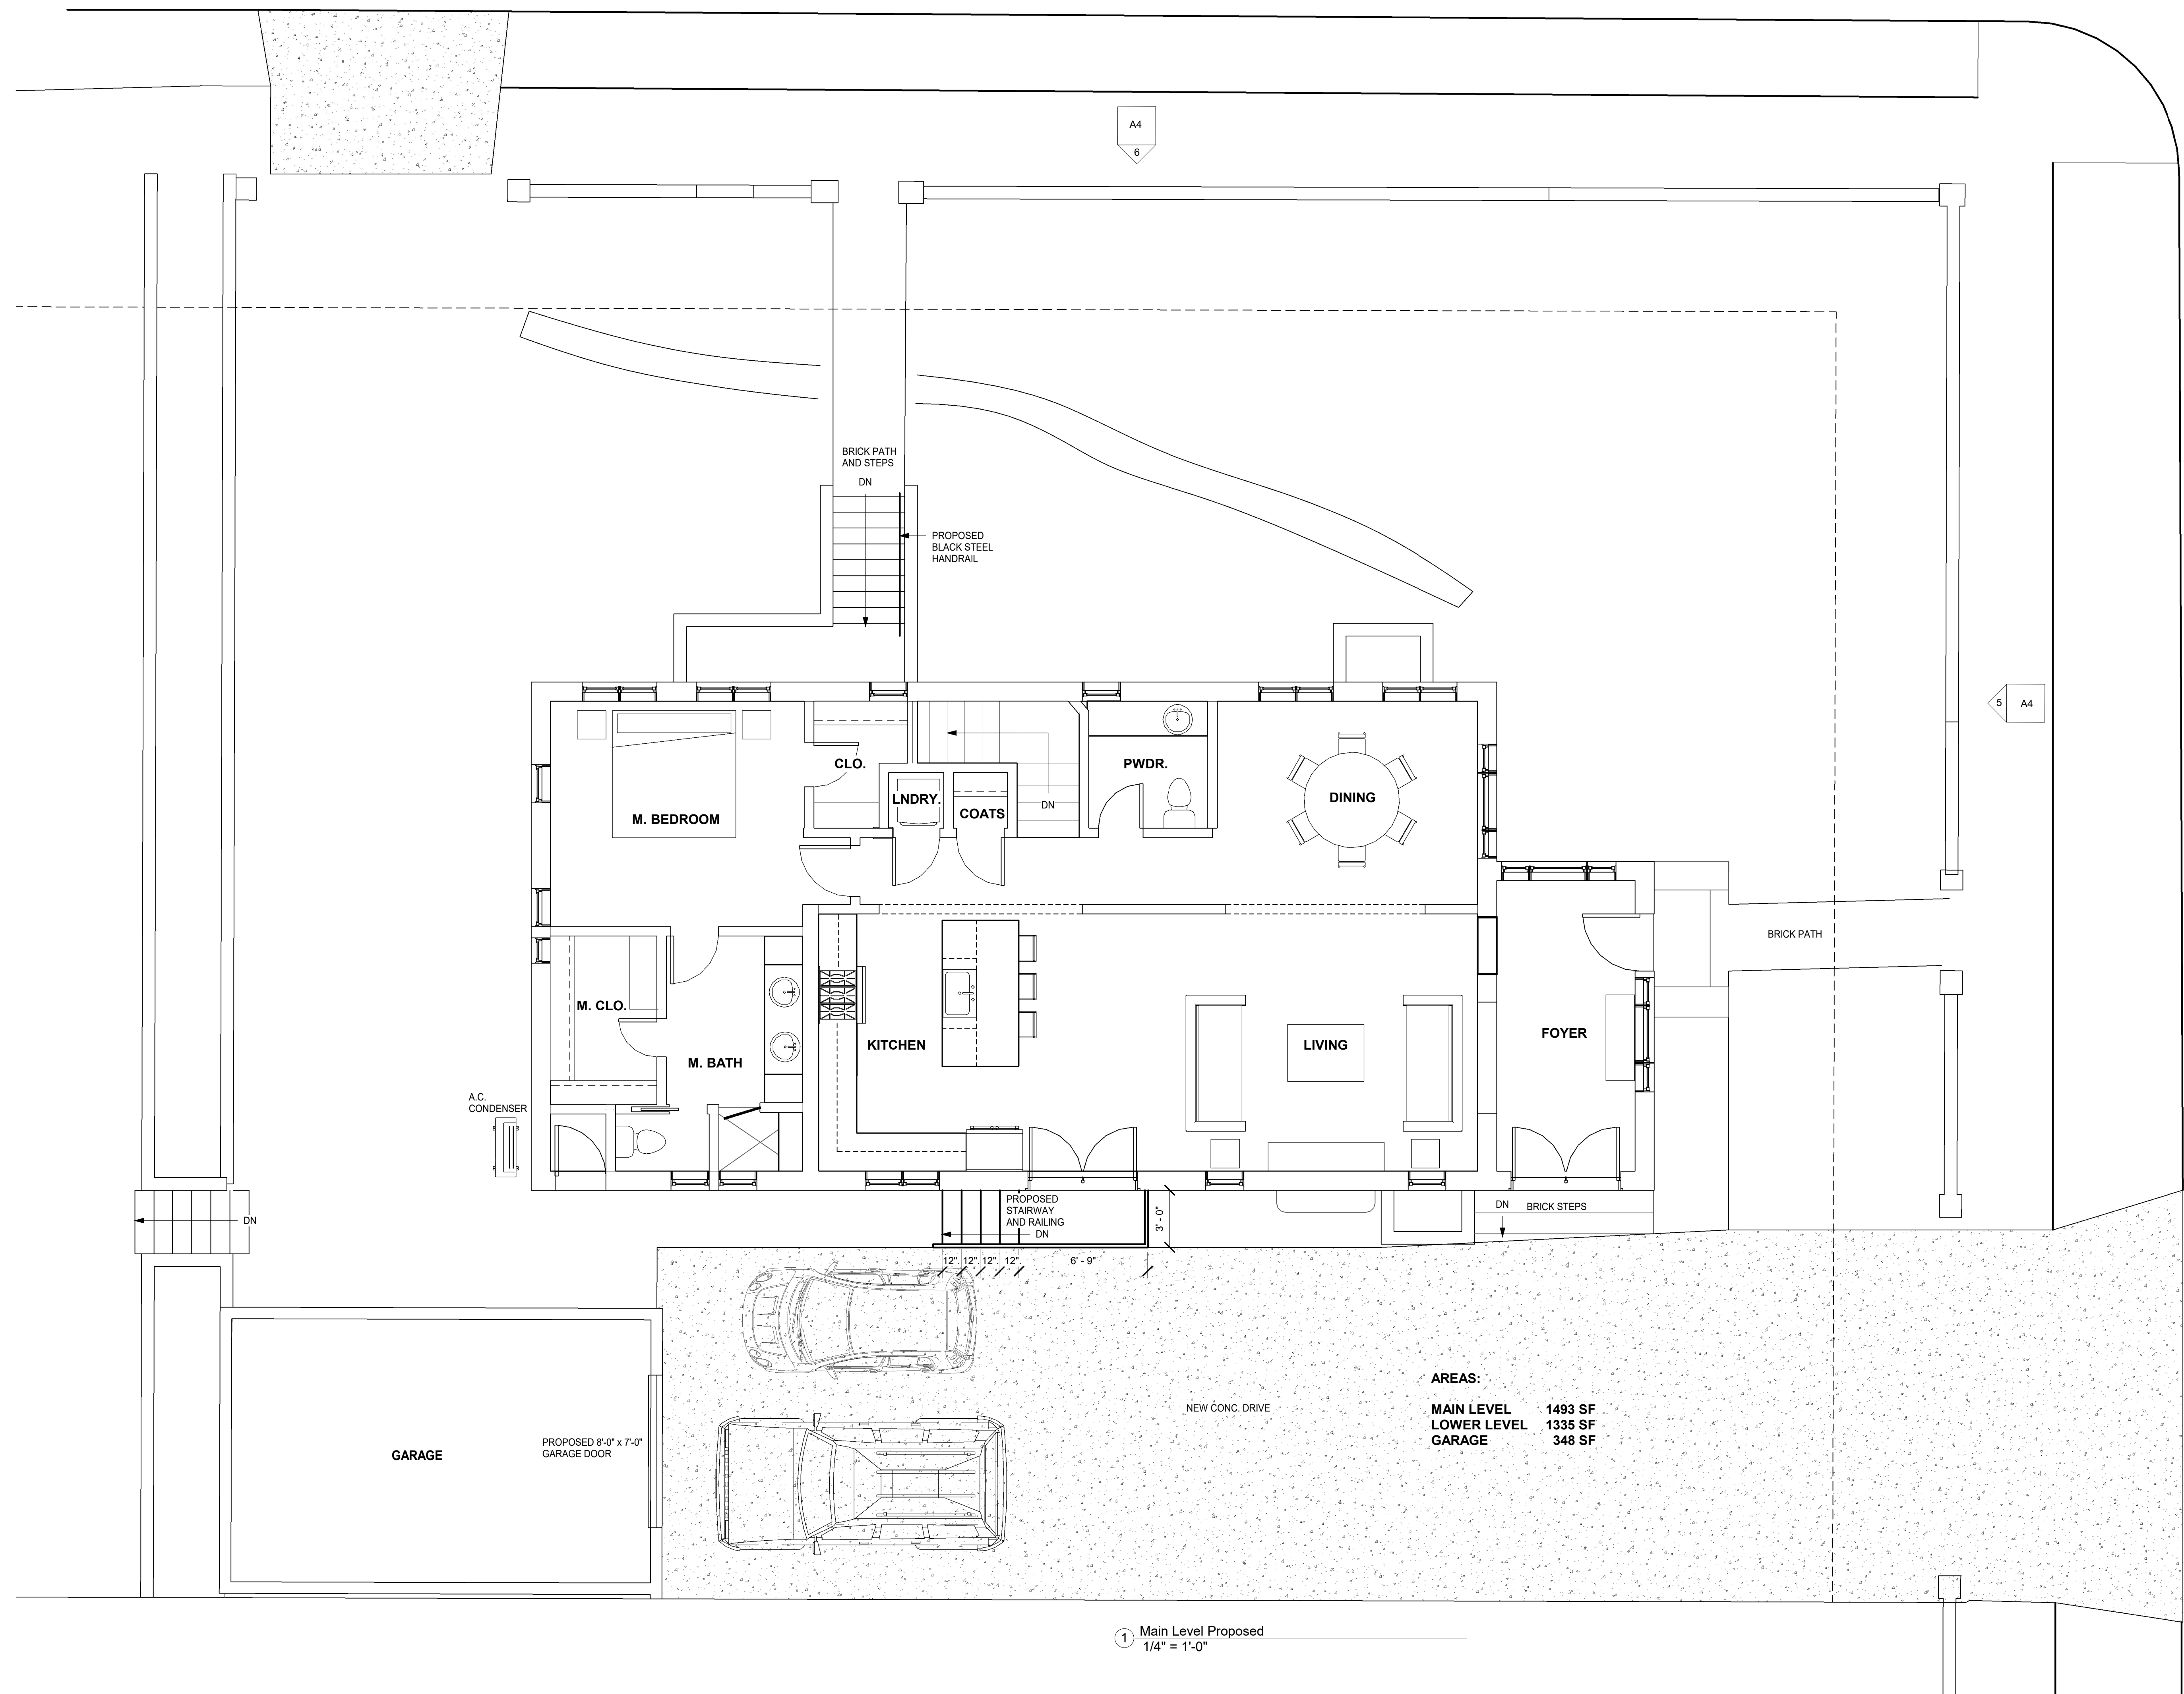 A4
6
BRICK PATH
AND STEPS
DN
PROPOSED
BLACK STEEL
HANDRAIL
5 A4
CLO.
PWDR.
LNDRY.
COATS
DN
DINING
M. BEDROOM
BRICK PATH
M. CLO.
KITCHEN
LIVING
FOYER
M. BATH
A.C.
CONDENSER
PROPOSED
STAIRWAY
AND RAILING
DN
3' - 0"
DN BRICK STEPS
DN
12" 12" 12" 12" 6' - 9"
AREAS:
MAIN LEVEL 1493 SF
LOWER LEVEL 1335 SF
GARAGE 348 SF
NEW CONC. DRIVE
GARAGE
PROPOSED 8'-0" x 7'-0"
GARAGE DOOR
1 Main Level Proposed
1/4" = 1'-0"